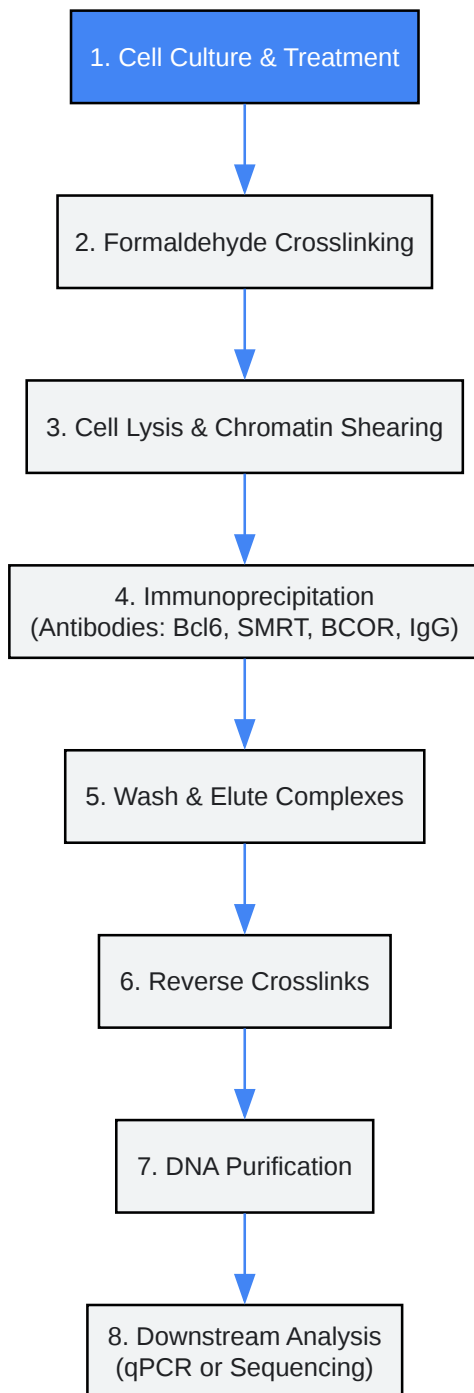 1. Cell Culture & Treatment
2. Formaldehyde Crosslinking
3. Cell Lysis & Chromatin Shearing
4. Immunoprecipitation
(Antibodies: Bcl6, SMRT, BCOR, IgG)
5. Wash & Elute Complexes
6. Reverse Crosslinks
7. DNA Purification
8. Downstream Analysis
(qPCR or Sequencing)